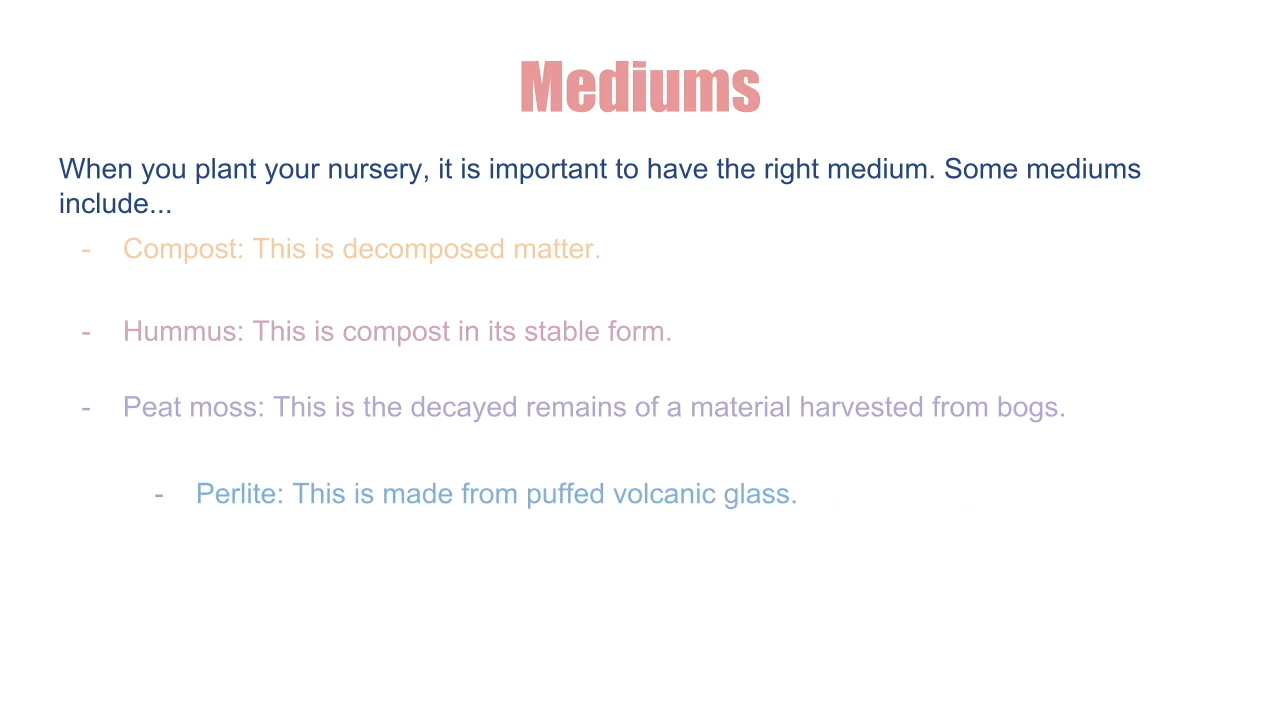 Mediums
When you plant your nursery, it is important to have the right medium. Some mediums
include...
- Compost: This is decomposed matter.
- Hummus: This is compost in its stable form.
- Peat moss: This is the decayed remains of a material harvested from bogs.
- Perlite: This is made from puffed volcanic glass.